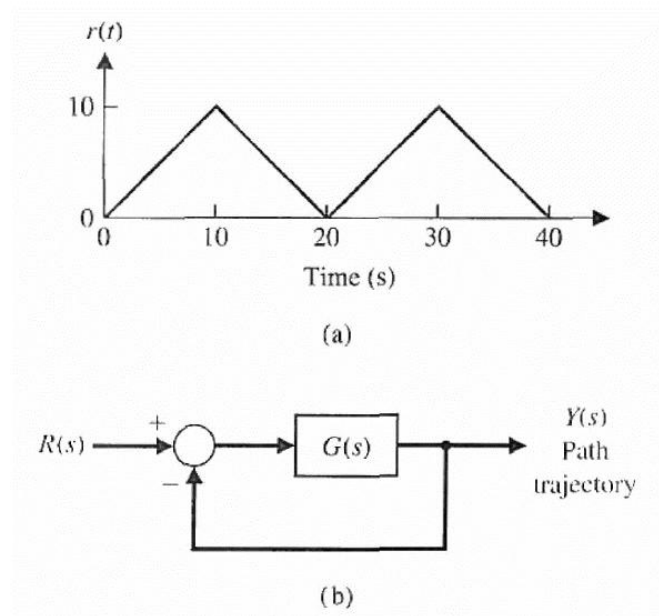 r(t)
10
0
0 10 20 30 40
Time (s)
(a)
+
R(s) G(s) Y(s)
−
Path
trajectory
(b)